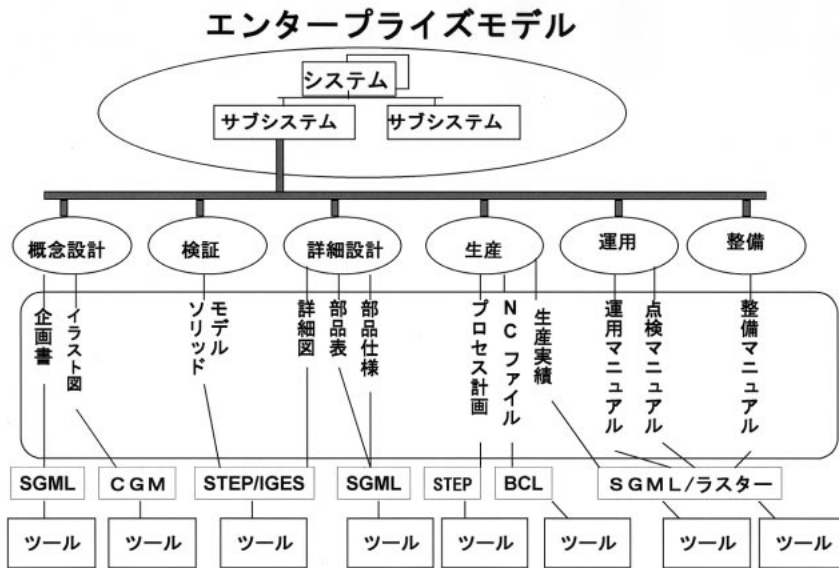 エンタープライズモデル
システム
サブシステム
サブシステム
概念設計
検証
詳細設計
生産
運用
整備
企画書
イラスト図
ソリッド
モデル
詳細図
部品表
部品仕様
プロセス計画
NCファイル
生産実績
運用マニュアル
点検マニュアル
整備マニュアル
SGML
CGM
STEP/IGES
SGML
STEP
BCL
SGML/ラスター
ツール
ツール
ツール
ツール
ツール
ツール
ツール
ツール